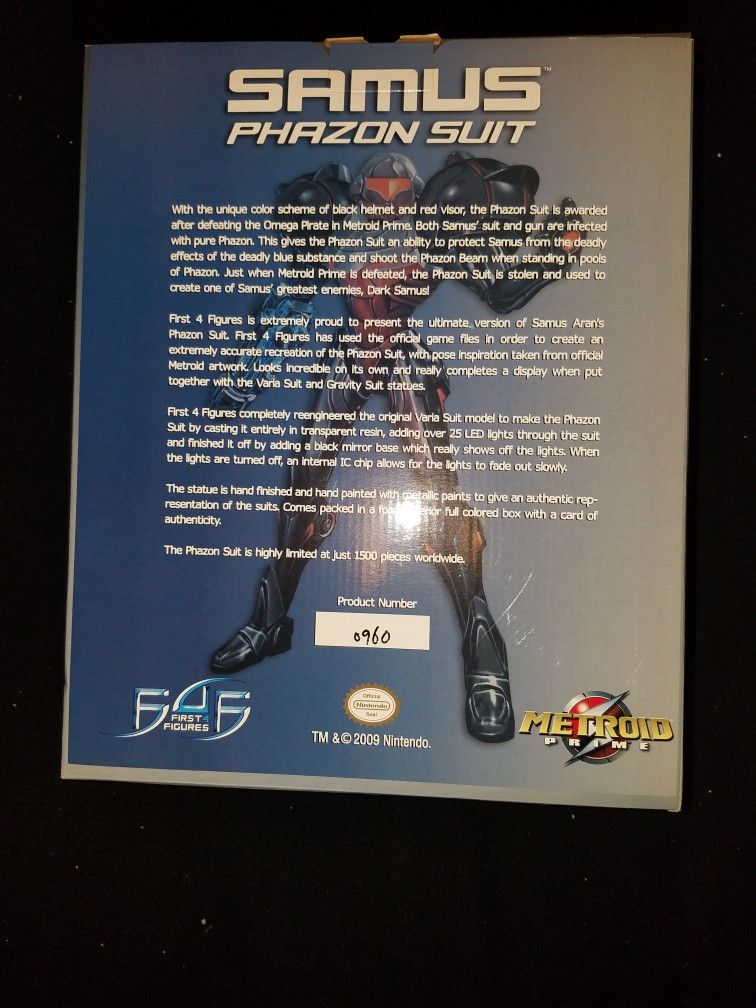 SAMUS™
PHAZON SUIT
With the unique color scheme of black helmet and red visor, the Phazon Suit is awarded
after defeating the Omega Pirate in Metroid Prime. Both Samus' suit and gun are infected
with pure Phazon. This gives the Phazon Suit an ability to protect Samus from the deadly
effects of the deadly blue substance and shoot the Phazon Beam when standing in pools
of Phazon. Just when Metroid Prime is defeated, the Phazon Suit is stolen and used to
create one of Samus' greatest enemies, Dark Samus!
First 4 Figures is extremely proud to present the ultimate version of Samus Aran's
Phazon Suit. First 4 Figures has used the official game files in order to create an
extremely accurate recreation of the Phazon Suit, with pose inspiration taken from official
Metroid artwork. Looks incredible on its own and really completes a display when put
together with the Varia Suit and Gravity Suit statues.
First 4 Figures completely reengineered the original Varia Suit model to make the Phazon
Suit by casting it entirely in transparent resin, adding over 25 LED lights through the suit
and finished it off by adding a black mirror base which really shows off the lights. When
the lights are turned off, an internal IC chip allows for the lights to fade out slowly.
The statue is hand finished and hand painted with metallic paints to give an authentic rep-
resentation of the suits. Comes packed in a full colored box with a card of
authenticity.
The Phazon Suit is highly limited at just 1500 pieces worldwide.
Product Number
0960
F4F
FIRST 4
FIGURES
Official
Nintendo
Seal
TM & © 2009 Nintendo.
METROID
PRIME